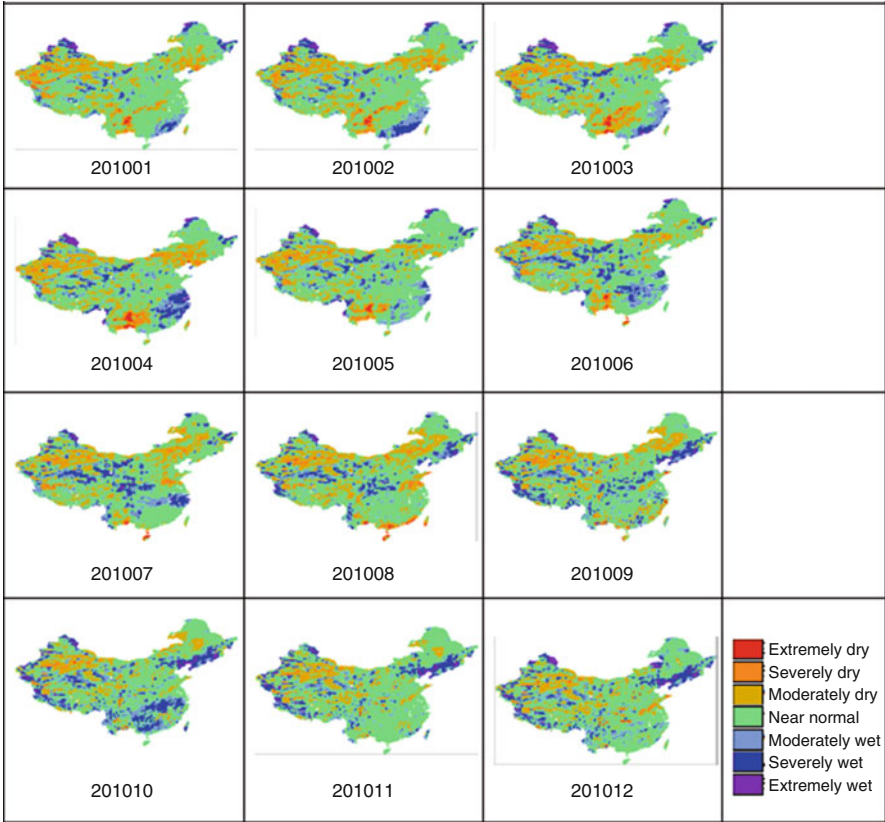 201001
201002
201003
201004
201005
201006
201007
201008
201009
201010
201011
201012
Extremely dry
Severely dry
Moderately dry
Near normal
Moderately wet
Severely wet
Extremely wet